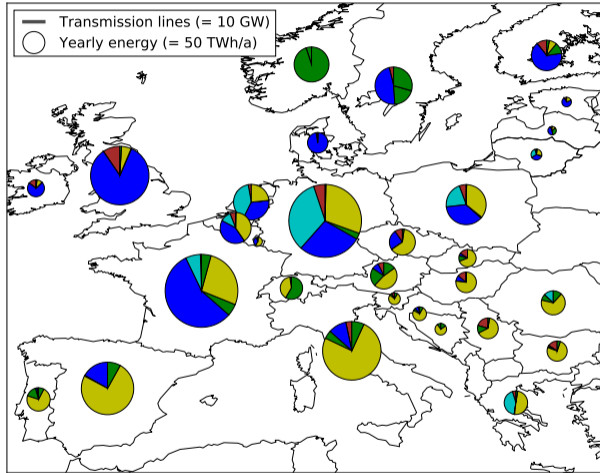 Transmission lines (= 10 GW)
Yearly energy (= 50 TWh/a)